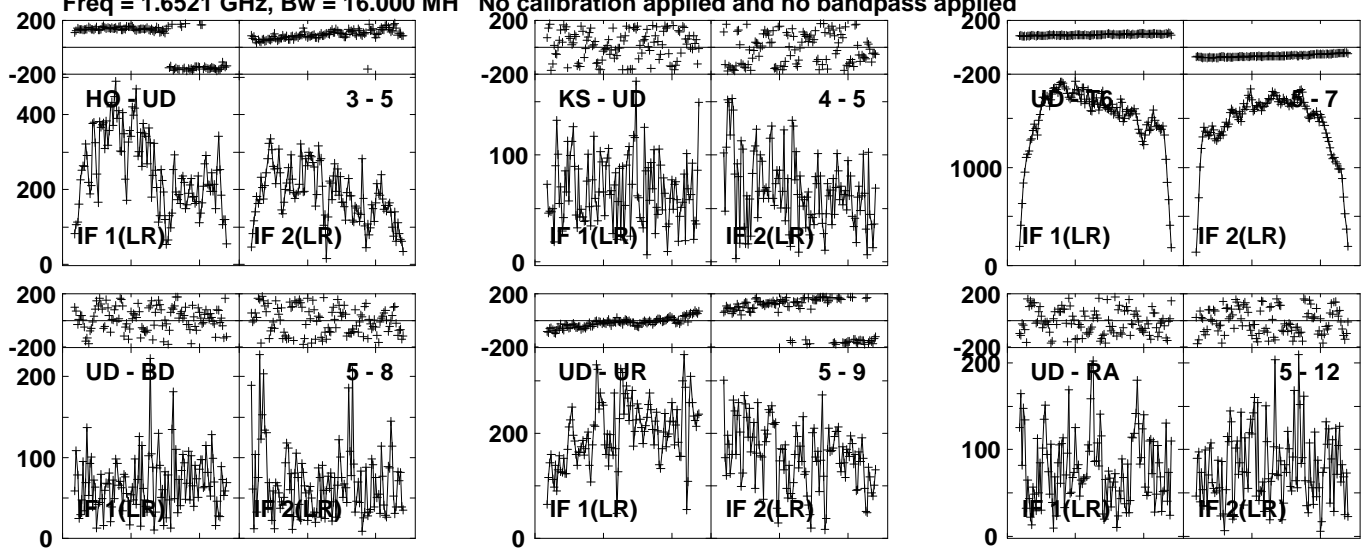 Freq = 1.6521 GHz, Bw = 16.000 MH No calibration applied and no bandpass applied
200
-200
HO - UD
3 - 5
400
200
0
IF 1(LR)
IF 2(LR)
200
-200
KS - UD
4 - 5
100
0
IF 1(LR)
IF 2(LR)
200
-200
UD - T6
5 - 7
1000
0
IF 1(LR)
IF 2(LR)
200
-200
UD - BD
5 - 8
200
100
0
IF 1(LR)
IF 2(LR)
200
-200
UD - UR
5 - 9
200
0
IF 1(LR)
IF 2(LR)
200
-200
UD - RA
5 - 12
200
100
0
IF 1(LR)
IF 2(LR)